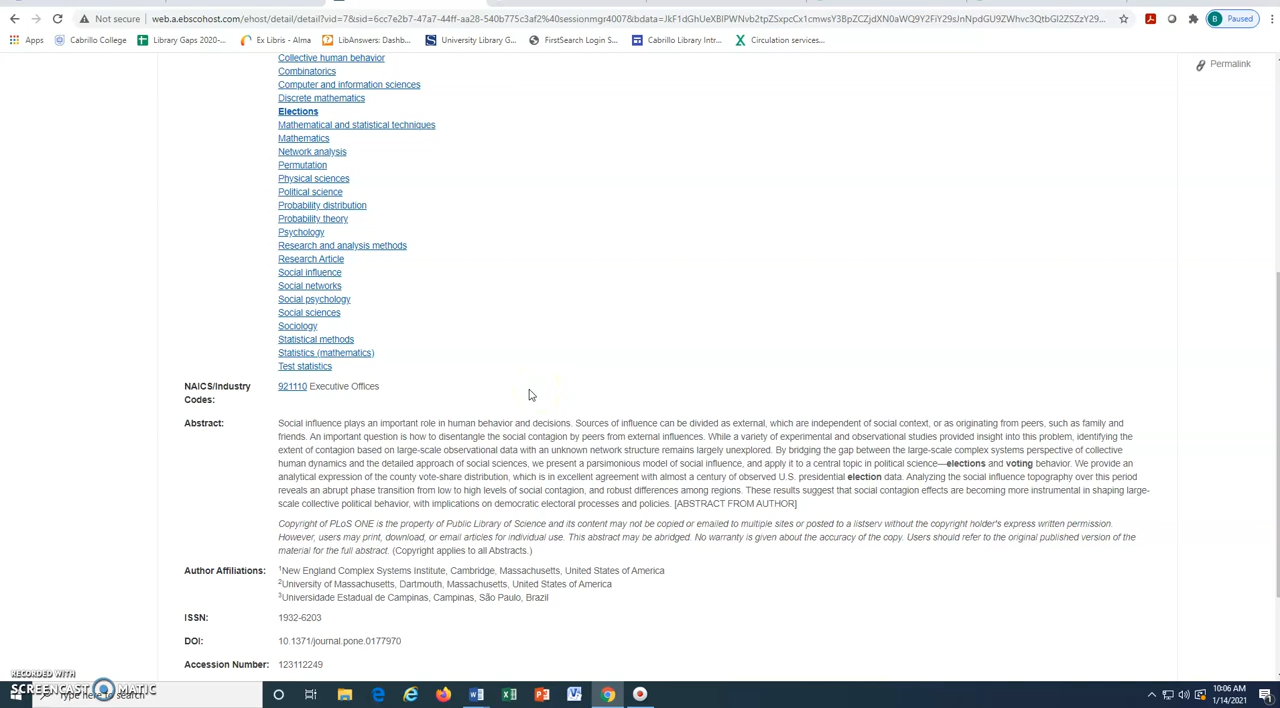 Not secure
web.a.ebscohost.com/ehost/detail/detail?vid=7&sid=6cc7e2b7-47a7-44ff-aa28-540b775c3af2%40sessionmgr4007&bdata=JkF1dGhUeXBlPWNvb2tpZSxpcCx1cmwsY3BpZCZjdXN0aWQ9Y2FiY29sJnNpdGU9ZWhvc3QtbGl2ZSZzY29...
B Paused
Apps
Cabrillo College
Library Gaps 2020-...
Ex Libris - Alma
LibAnswers: Dashb...
University Library G...
FirstSearch Login S...
Cabrillo Library Intr...
Circulation services...
Permalink
Collective human behavior
Combinatorics
Computer and information sciences
Discrete mathematics
Elections
Mathematical and statistical techniques
Mathematics
Network analysis
Permutation
Physical sciences
Political science
Probability distribution
Probability theory
Psychology
Research and analysis methods
Research Article
Social influence
Social networks
Social psychology
Social sciences
Sociology
Statistical methods
Statistics (mathematics)
Test statistics
NAICS/Industry
Codes:
921110 Executive Offices
Abstract:
Social influence plays an important role in human behavior and decisions. Sources of influence can be divided as external, which are independent of social context, or as originating from peers, such as family and
friends. An important question is how to disentangle the social contagion by peers from external influences. While a variety of experimental and observational studies provided insight into this problem, identifying the
extent of contagion based on large-scale observational data with an unknown network structure remains largely unexplored. By bridging the gap between the large-scale complex systems perspective of collective
human dynamics and the detailed approach of social sciences, we present a parsimonious model of social influence, and apply it to a central topic in political science—elections and voting behavior. We provide an
analytical expression of the county vote-share distribution, which is in excellent agreement with almost a century of observed U.S. presidential election data. Analyzing the social influence topography over this period
reveals an abrupt phase transition from low to high levels of social contagion, and robust differences among regions. These results suggest that social contagion effects are becoming more instrumental in shaping large-
scale collective political behavior, with implications on democratic electoral processes and policies. [ABSTRACT FROM AUTHOR]
Copyright of PLoS ONE is the property of Public Library of Science and its content may not be copied or emailed to multiple sites or posted to a listserv without the copyright holder's express written permission.
However, users may print, download, or email articles for individual use. This abstract may be abridged. No warranty is given about the accuracy of the copy. Users should refer to the original published version of the
material for the full abstract. (Copyright applies to all Abstracts.)
Author Affiliations:
1New England Complex Systems Institute, Cambridge, Massachusetts, United States of America
2University of Massachusetts, Dartmouth, Massachusetts, United States of America
3Universidade Estadual de Campinas, Campinas, São Paulo, Brazil
ISSN:
1932-6203
DOI:
10.1371/journal.pone.0177970
Accession Number:
123112249
RECORDED WITH
SCREENCAST MATIC
Type here to search
10:06 AM
1/14/2021